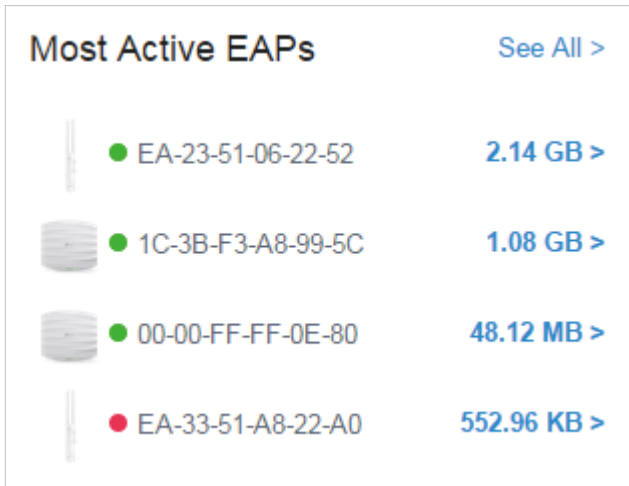 Most Active EAPs See All >
EA-23-51-06-22-52 2.14 GB >
1C-3B-F3-A8-99-5C 1.08 GB >
00-00-FF-FF-0E-80 48.12 MB >
EA-33-51-A8-22-A0 552.96 KB >